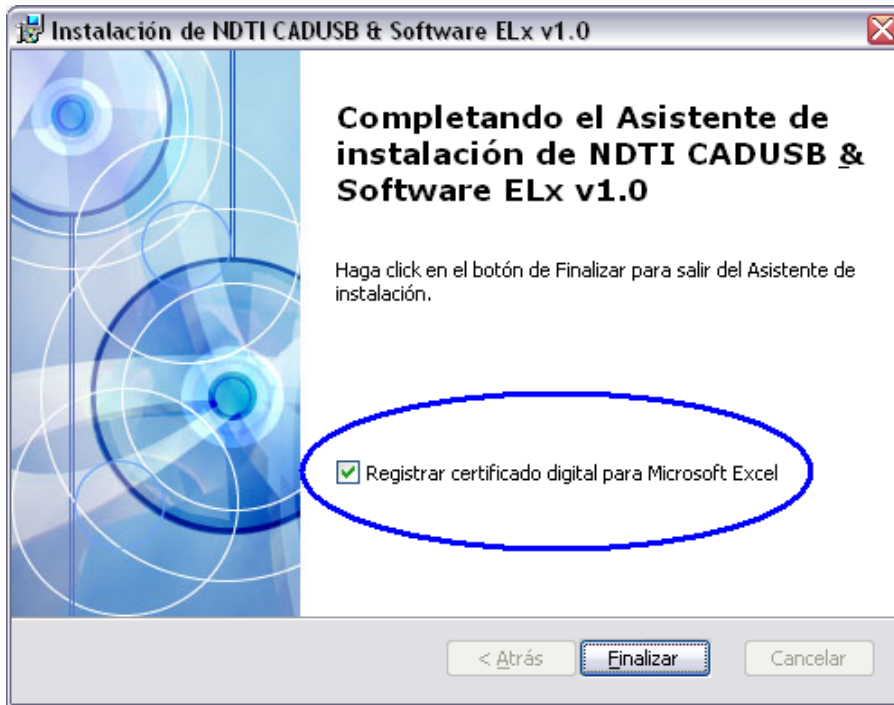 Instalación de NDTI CADUSB & Software ELx v1.0
Completando el Asistente de
instalación de NDTI CADUSB &
Software ELx v1.0
Haga click en el botón de Finalizar para salir del Asistente de
instalación.
Registrar certificado digital para Microsoft Excel
< Atrás
Finalizar
Cancelar